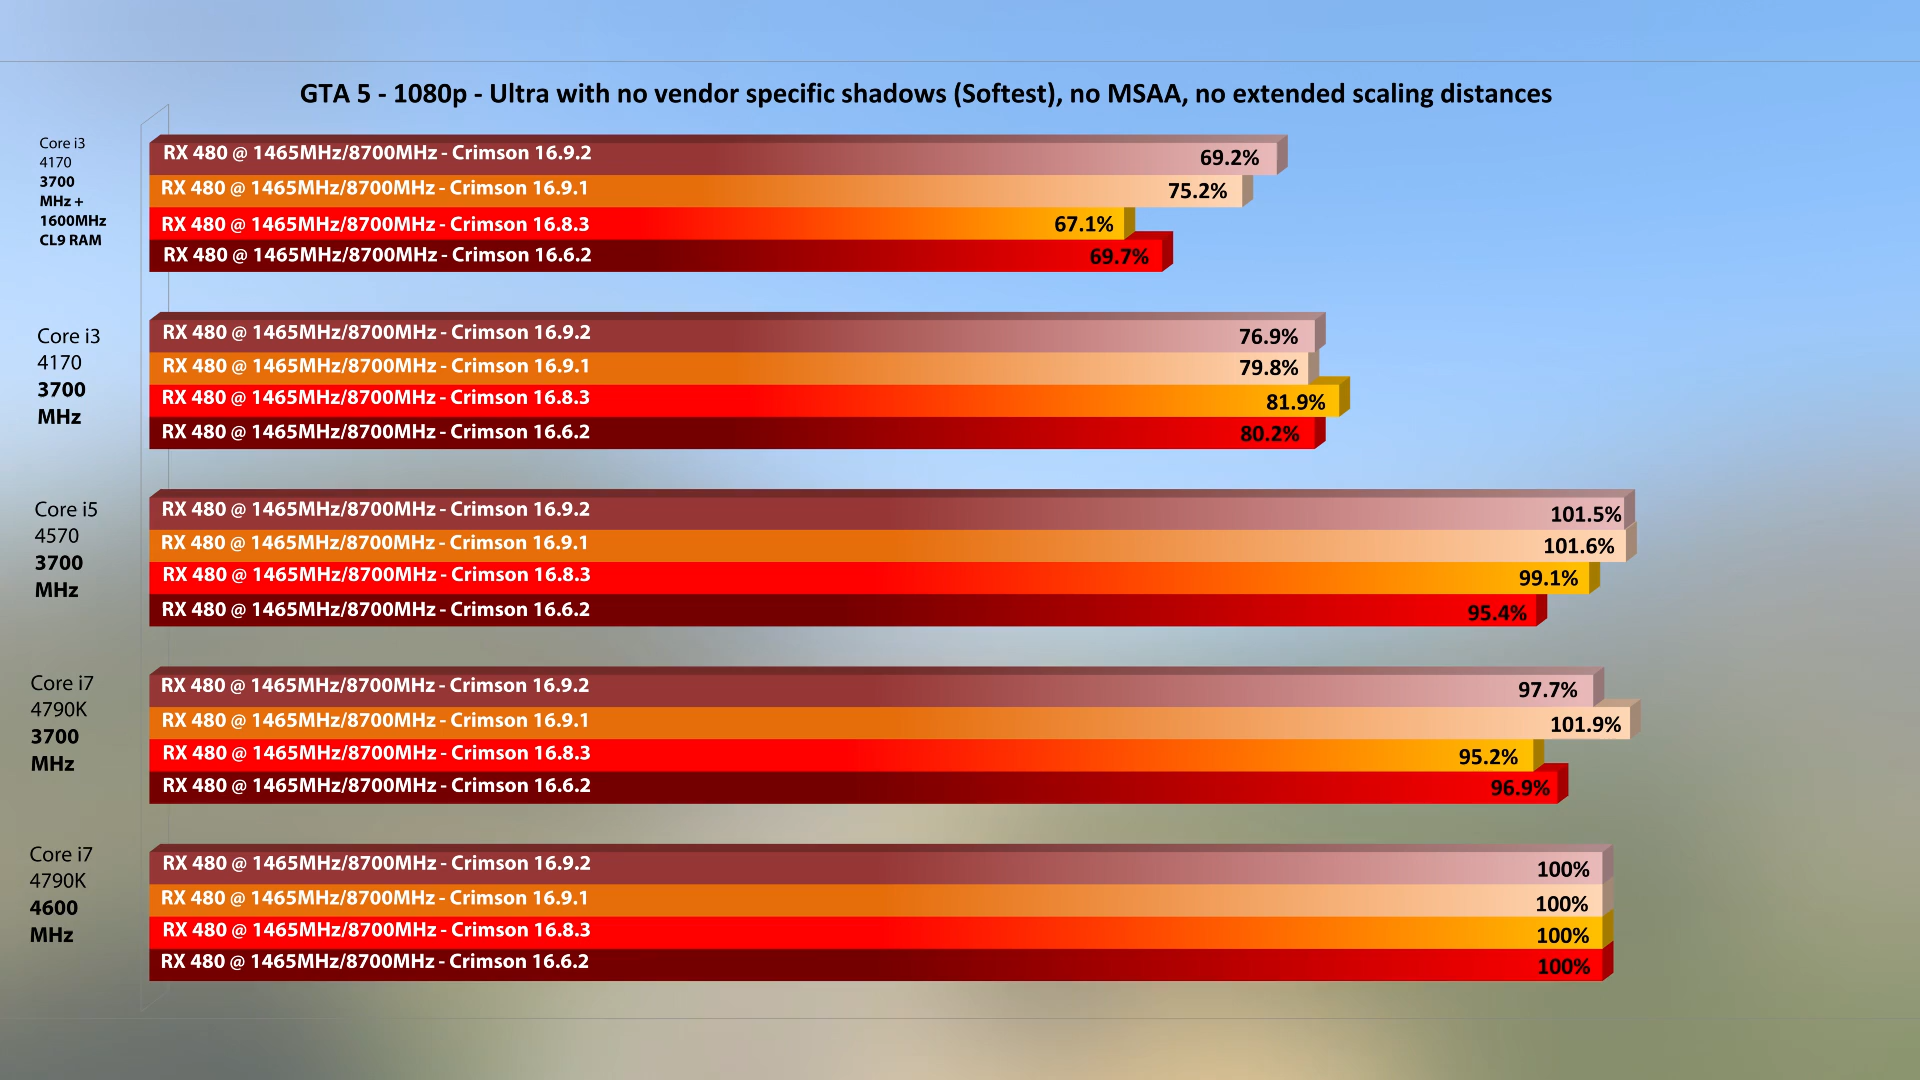 GTA 5 - 1080p - Ultra with no vendor specific shadows (Softest), no MSAA, no extended scaling distances
Core i3
4170
3700
MHz +
1600MHz
CL9 RAM
RX 480 @ 1465MHz/8700MHz - Crimson 16.9.2
69.2%
RX 480 @ 1465MHz/8700MHz - Crimson 16.9.1
75.2%
RX 480 @ 1465MHz/8700MHz - Crimson 16.8.3
67.1%
RX 480 @ 1465MHz/8700MHz - Crimson 16.6.2
69.7%
Core i3
4170
3700
MHz
RX 480 @ 1465MHz/8700MHz - Crimson 16.9.2
76.9%
RX 480 @ 1465MHz/8700MHz - Crimson 16.9.1
79.8%
RX 480 @ 1465MHz/8700MHz - Crimson 16.8.3
81.9%
RX 480 @ 1465MHz/8700MHz - Crimson 16.6.2
80.2%
Core i5
4570
3700
MHz
RX 480 @ 1465MHz/8700MHz - Crimson 16.9.2
101.5%
RX 480 @ 1465MHz/8700MHz - Crimson 16.9.1
101.6%
RX 480 @ 1465MHz/8700MHz - Crimson 16.8.3
99.1%
RX 480 @ 1465MHz/8700MHz - Crimson 16.6.2
95.4%
Core i7
4790K
3700
MHz
RX 480 @ 1465MHz/8700MHz - Crimson 16.9.2
97.7%
RX 480 @ 1465MHz/8700MHz - Crimson 16.9.1
101.9%
RX 480 @ 1465MHz/8700MHz - Crimson 16.8.3
95.2%
RX 480 @ 1465MHz/8700MHz - Crimson 16.6.2
96.9%
Core i7
4790K
4600
MHz
RX 480 @ 1465MHz/8700MHz - Crimson 16.9.2
100%
RX 480 @ 1465MHz/8700MHz - Crimson 16.9.1
100%
RX 480 @ 1465MHz/8700MHz - Crimson 16.8.3
100%
RX 480 @ 1465MHz/8700MHz - Crimson 16.6.2
100%